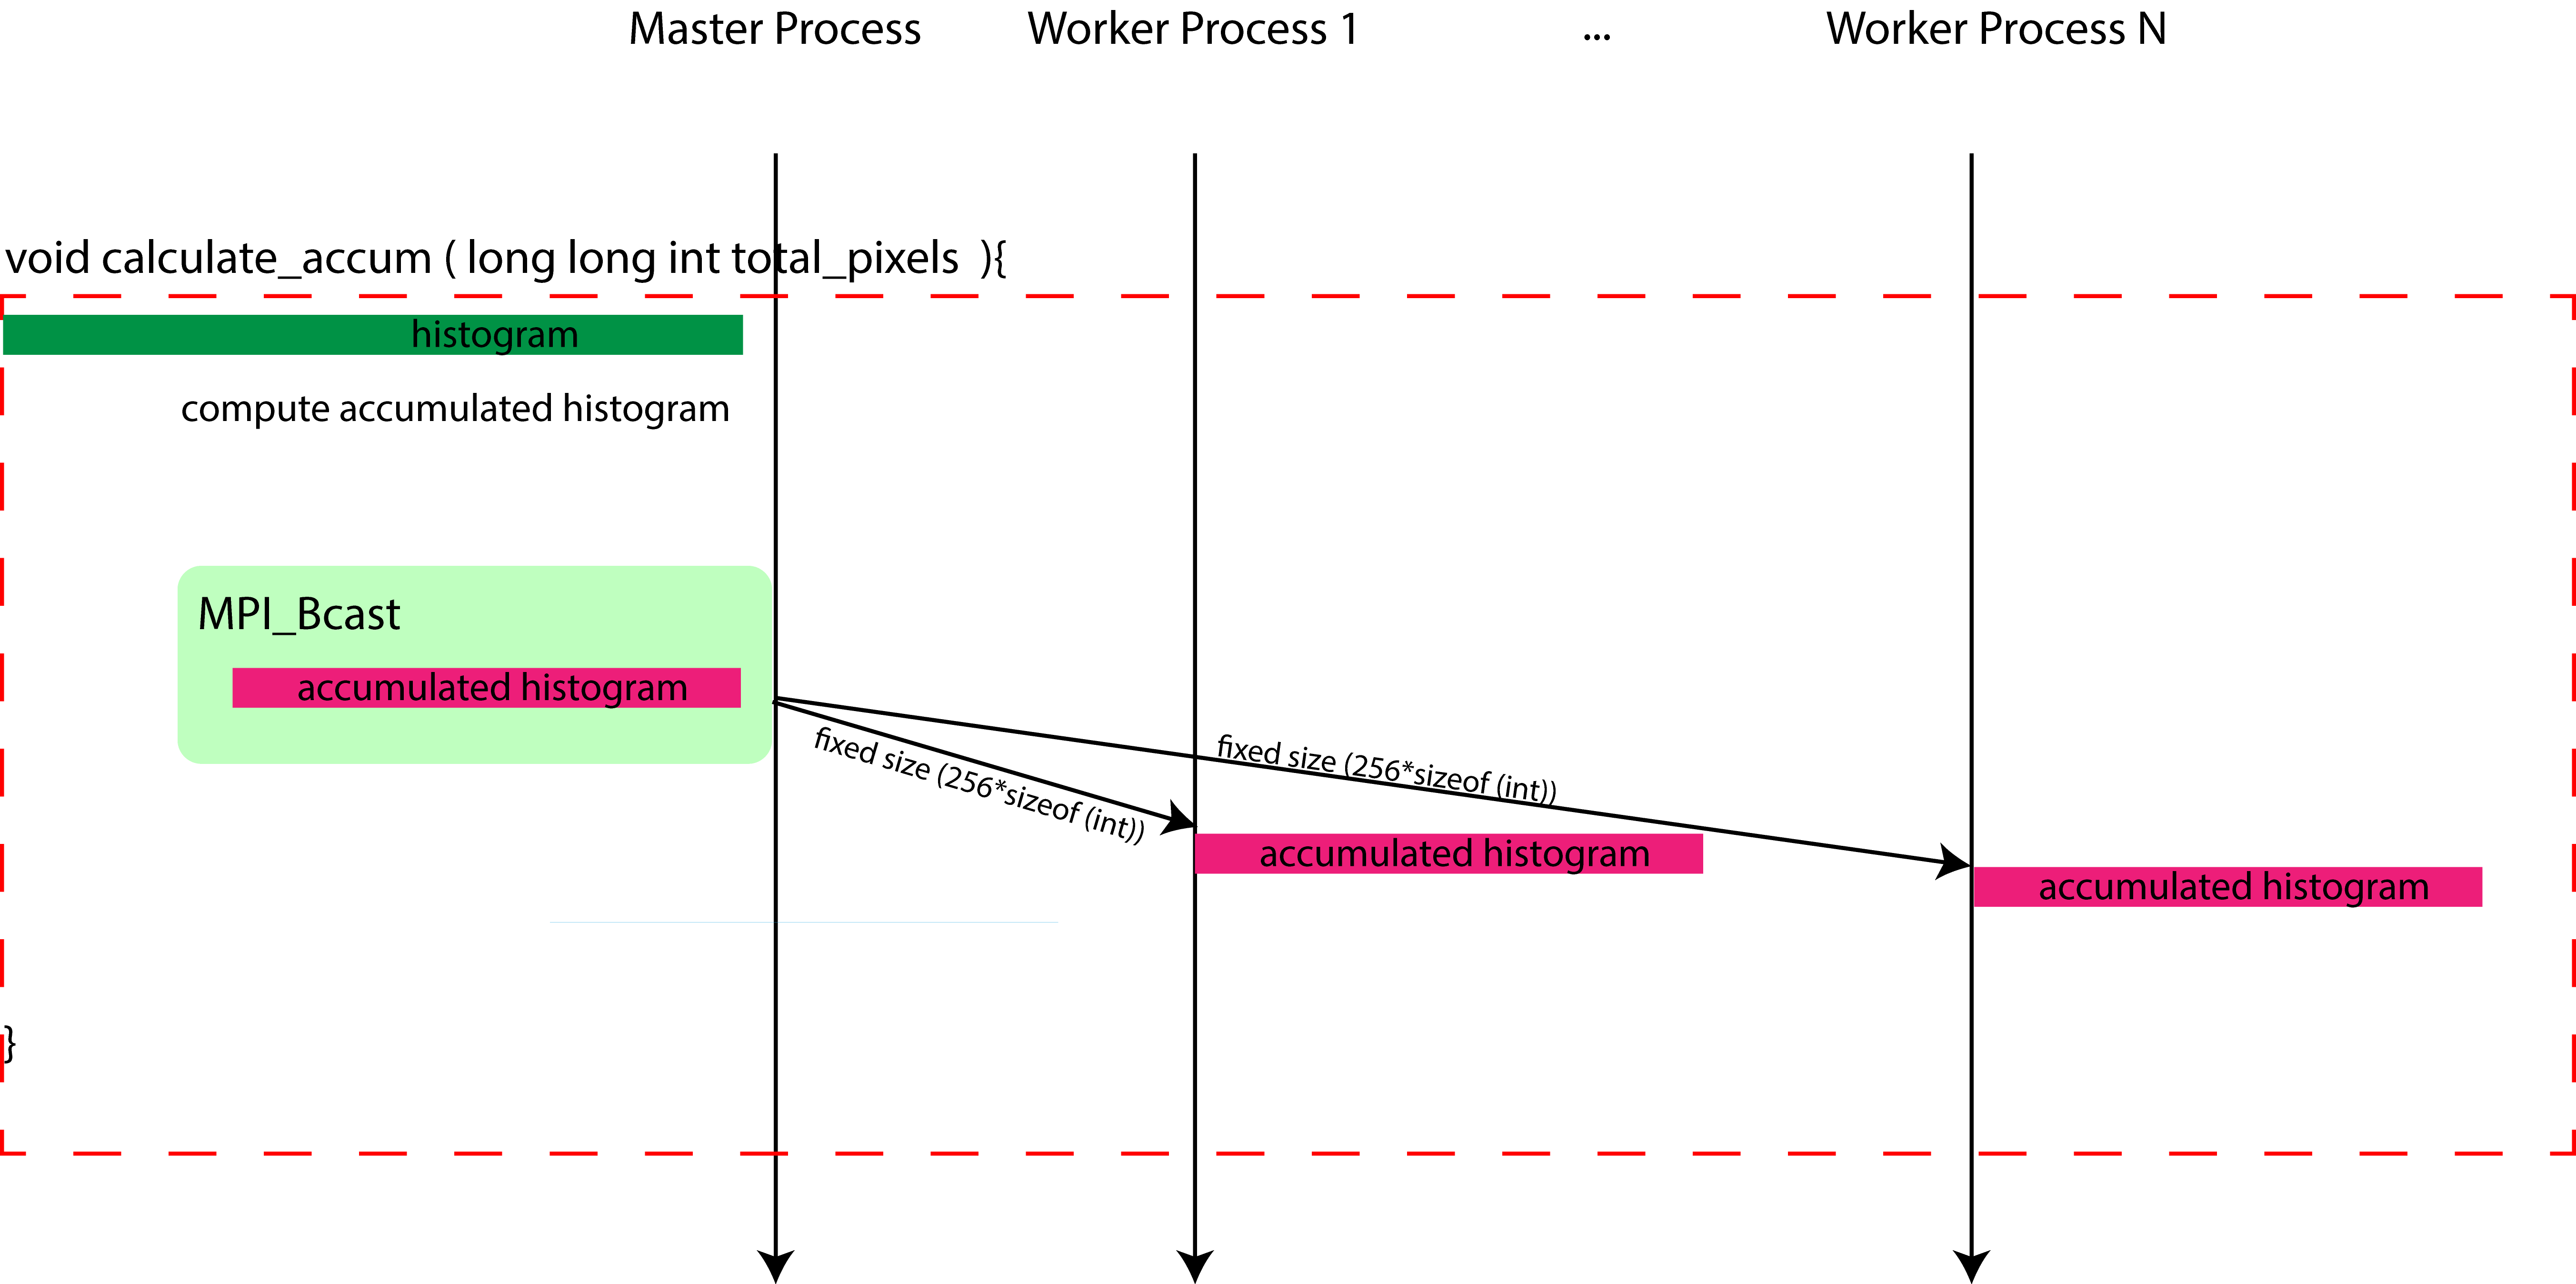 Master Process
Worker Process 1
...
Worker Process N
void calculate_accum ( long long int total_pixels  ){
histogram
compute accumulated histogram
MPI_Bcast
accumulated histogram
fixed size (256*sizeof (int))
fixed size (256*sizeof (int))
accumulated histogram
accumulated histogram
}